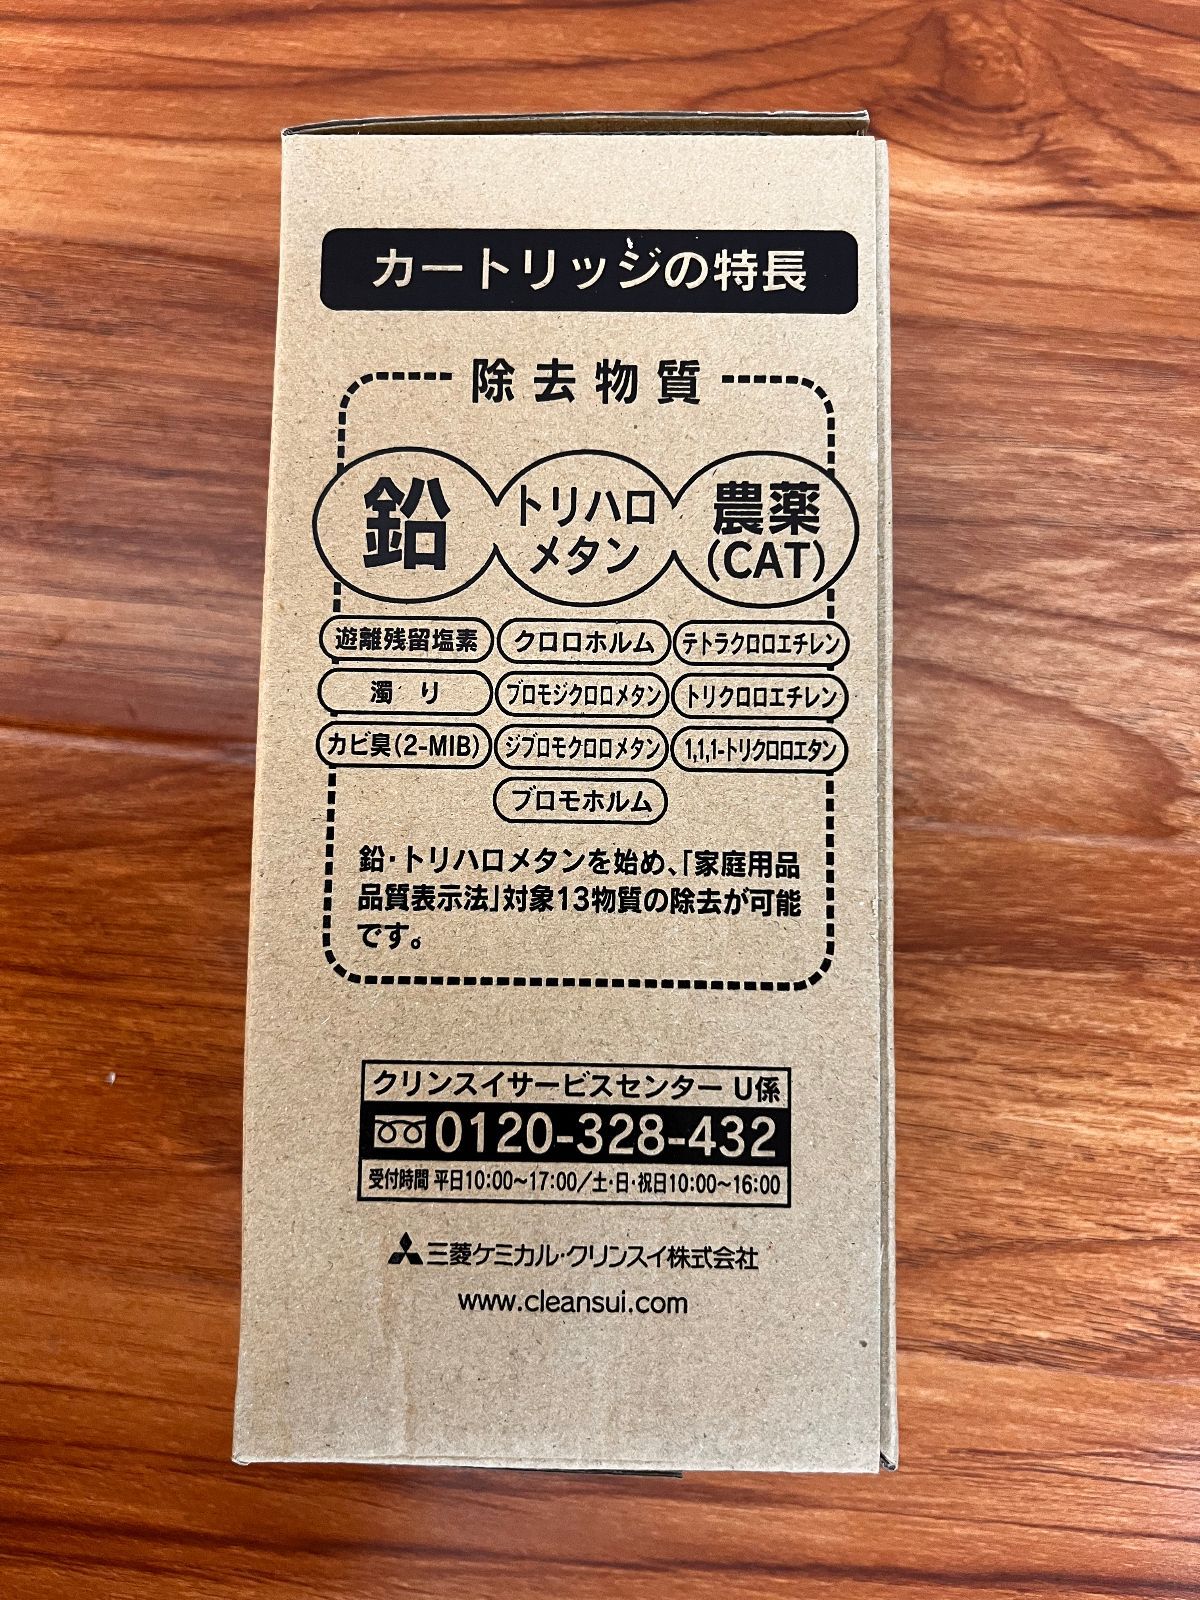 カートリッジの特長
除去物質
鉛
トリハロ
メタン
農薬
(CAT)
遊離残留塩素
クロロホルム
テトラクロロエチレン
濁り
ブロモジクロロメタン
トリクロロエチレン
カビ臭(2-MIB)
ジブロモクロロメタン
1,1,1-トリクロロエタン
ブロモホルム
鉛・トリハロメタンを始め、「家庭用品
品質表示法」対象13物質の除去が可能
です。
クリンスイサービスセンター U係
0120-328-432
受付時間 平日10:00~17:00/土・日・祝日10:00~16:00
三菱ケミカル・クリンスイ株式会社
www.cleansui.com